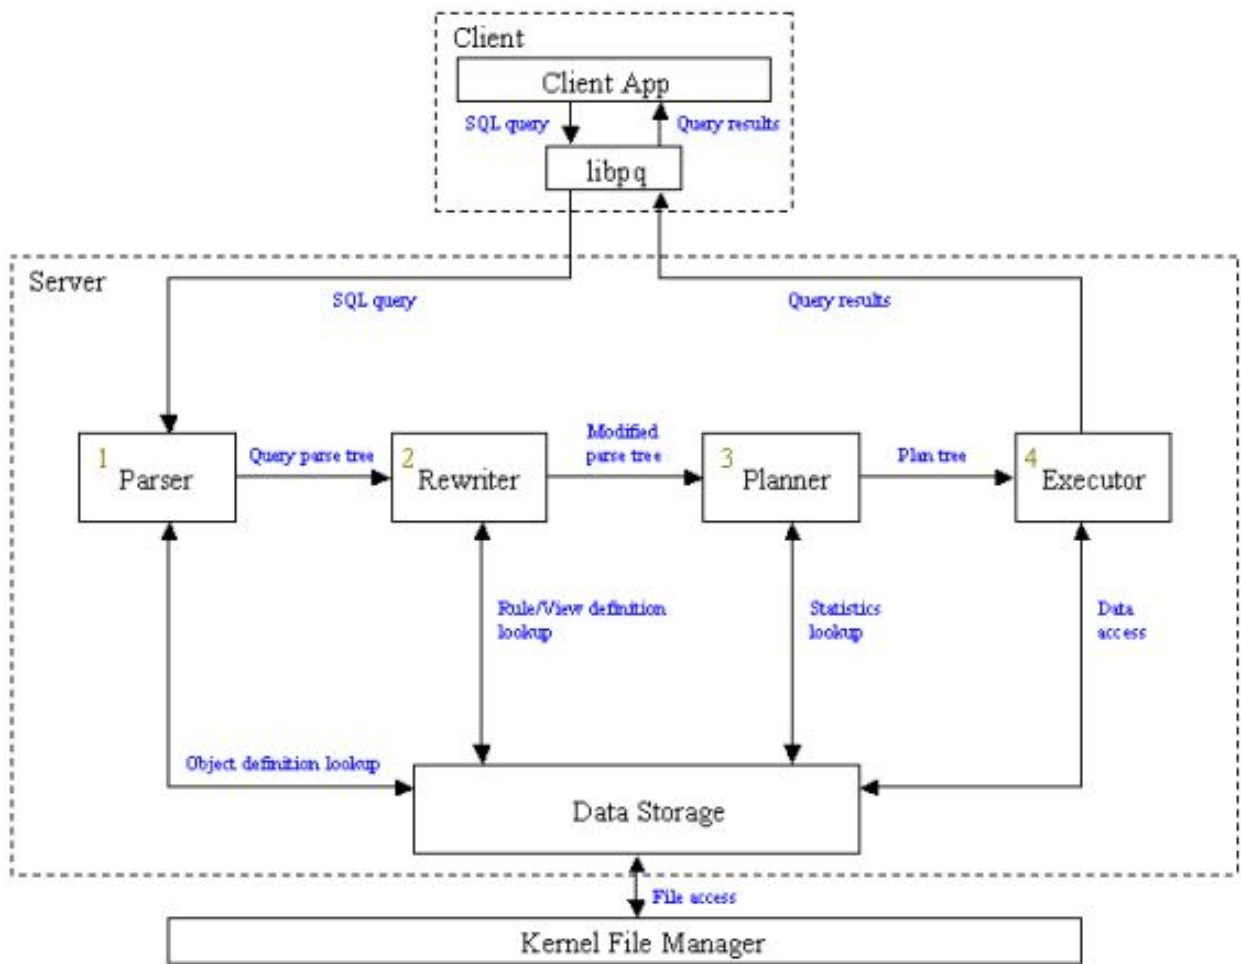 Client
Client App
SQL query
Query results
libpq
Server
SQL query
Query results
1
Parser
Query parse tree
2
Rewriter
Modified
parse tree
3
Planner
Plan tree
4
Executor
Rule/View definition
lookup
Statistics
lookup
Data
access
Object definition lookup
Data Storage
File access
Kernel File Manager